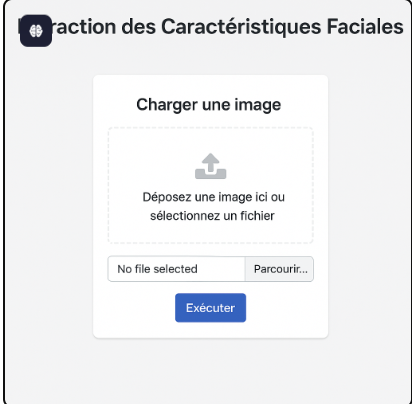 raction des Caractéristiques Faciales
Charger une image
Déposez une image ici ou
sélectionnez un fichier
No file selected
Parcourir...
Exécuter